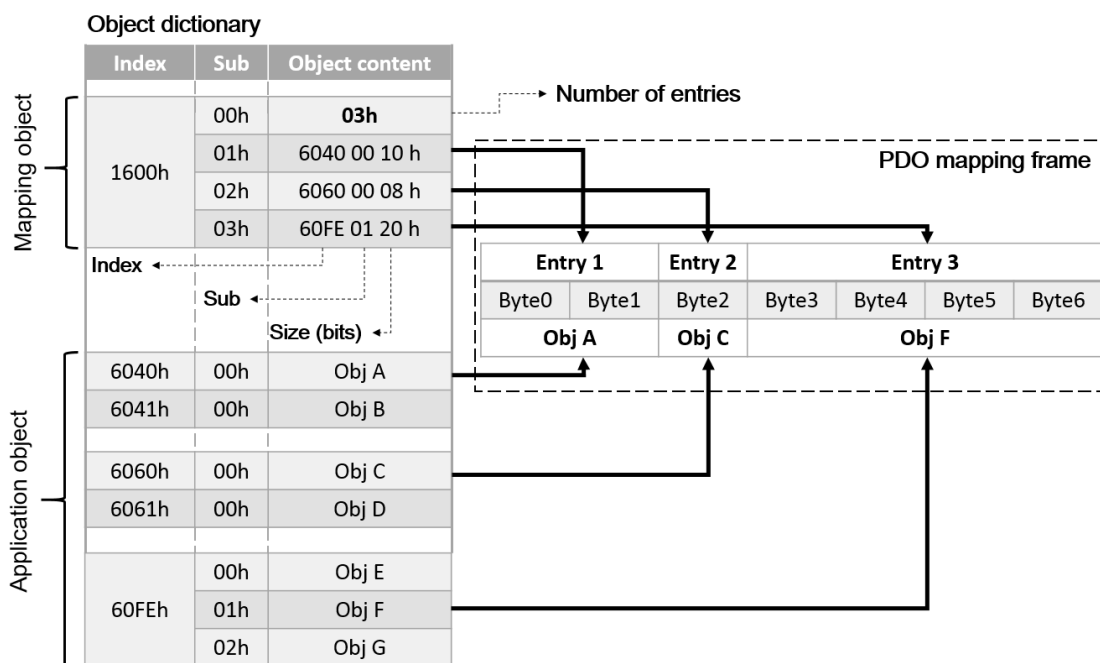 Object dictionary
Index Sub Object content
Mapping object
1600h
00h 03h
01h 6040 00 10 h
02h 6060 00 08 h
03h 60FE 01 20 h
Number of entries
PDO mapping frame
Index
Sub
Size (bits)
Entry 1 Entry 2 Entry 3
Byte0 Byte1 Byte2 Byte3 Byte4 Byte5 Byte6
Obj A Obj C Obj F
Application object
6040h 00h Obj A
6041h 00h Obj B
6060h 00h Obj C
6061h 00h Obj D
60FEh
00h Obj E
01h Obj F
02h Obj G